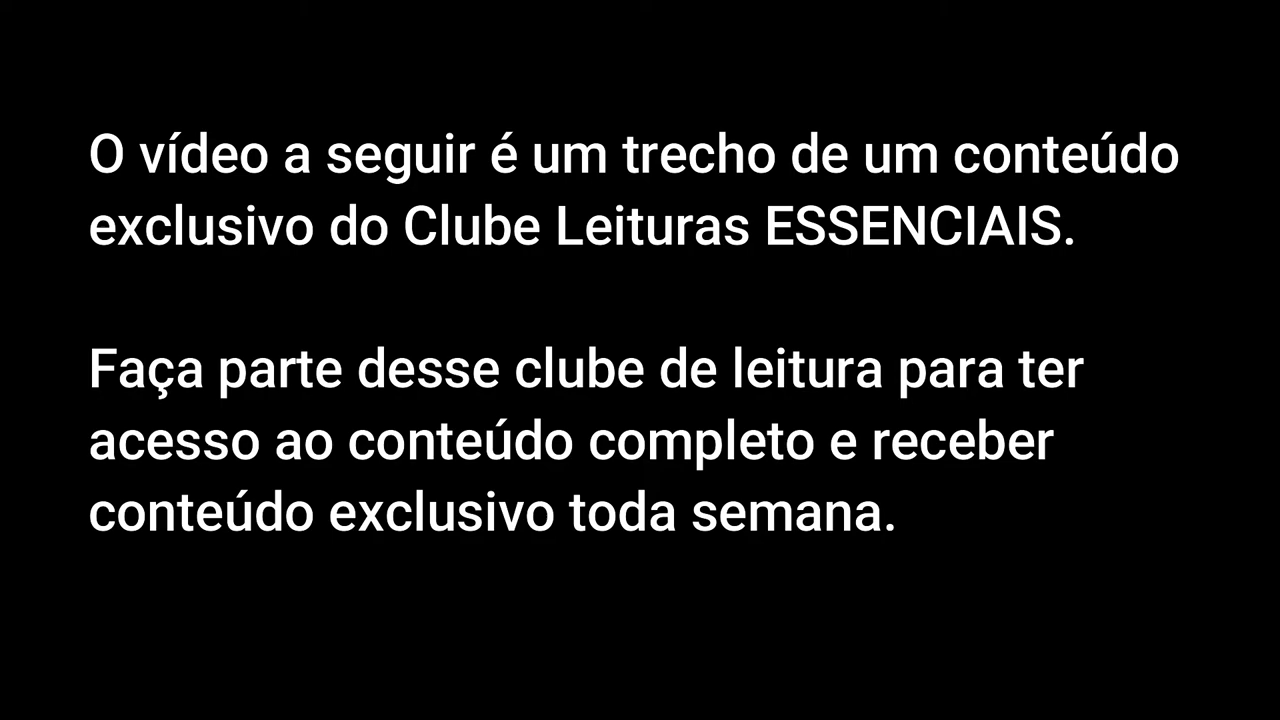 O vídeo a seguir é um trecho de um conteúdo
exclusivo do Clube Leituras ESSENCIAIS.
Faça parte desse clube de leitura para ter
acesso ao conteúdo completo e receber
conteúdo exclusivo toda semana.